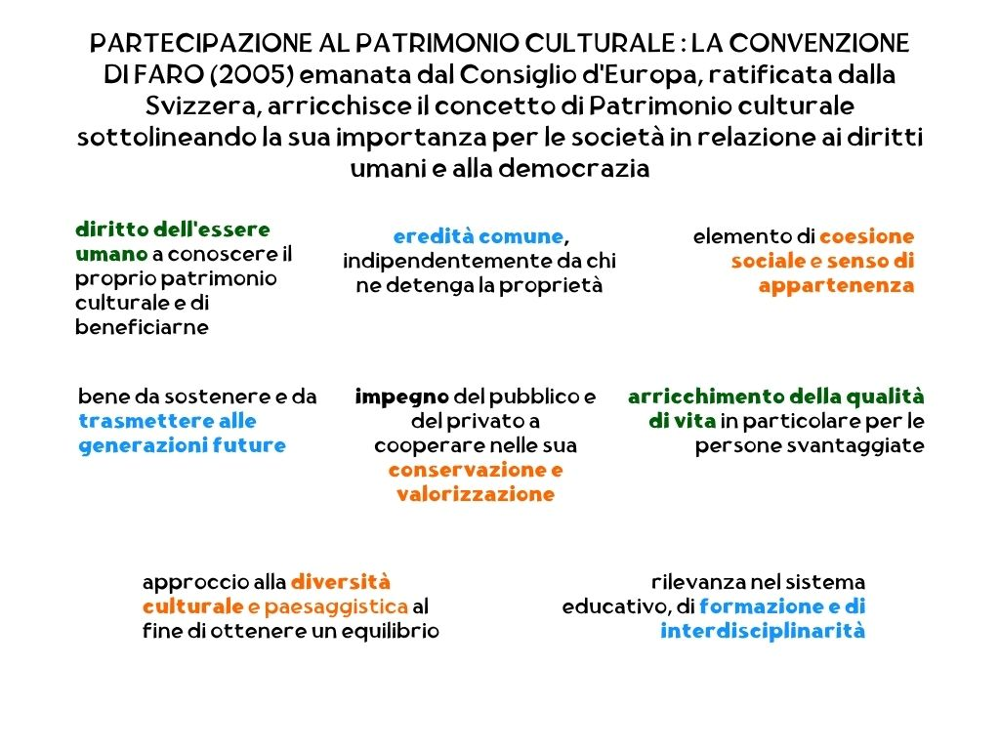 PARTECIPAZIONE AL PATRIMONIO CULTURALE : LA CONVENZIONE
DI FARO (2005) emanata dal Consiglio d'Europa, ratificata dalla
Svizzera, arricchisce il concetto di Patrimonio culturale
sottolineando la sua importanza per le società in relazione ai diritti
umani e alla democrazia
diritto dell'essere
umano a conoscere il
proprio patrimonio
culturale e di
beneficiarne
eredità comune,
indipendentemente da chi
ne detenga la proprietà
elemento di coesione
sociale e senso di
appartenenza
bene da sostenere e da
trasmettere alle
generazioni future
impegno del pubblico e
del privato a
cooperare nelle sua
conservazione e
valorizzazione
arricchimento della qualità
di vita in particolare per le
persone svantaggiate
approccio alla diversità
culturale e paesaggistica al
fine di ottenere un equilibrio
rilevanza nel sistema
educativo, di formazione e di
interdisciplinarità